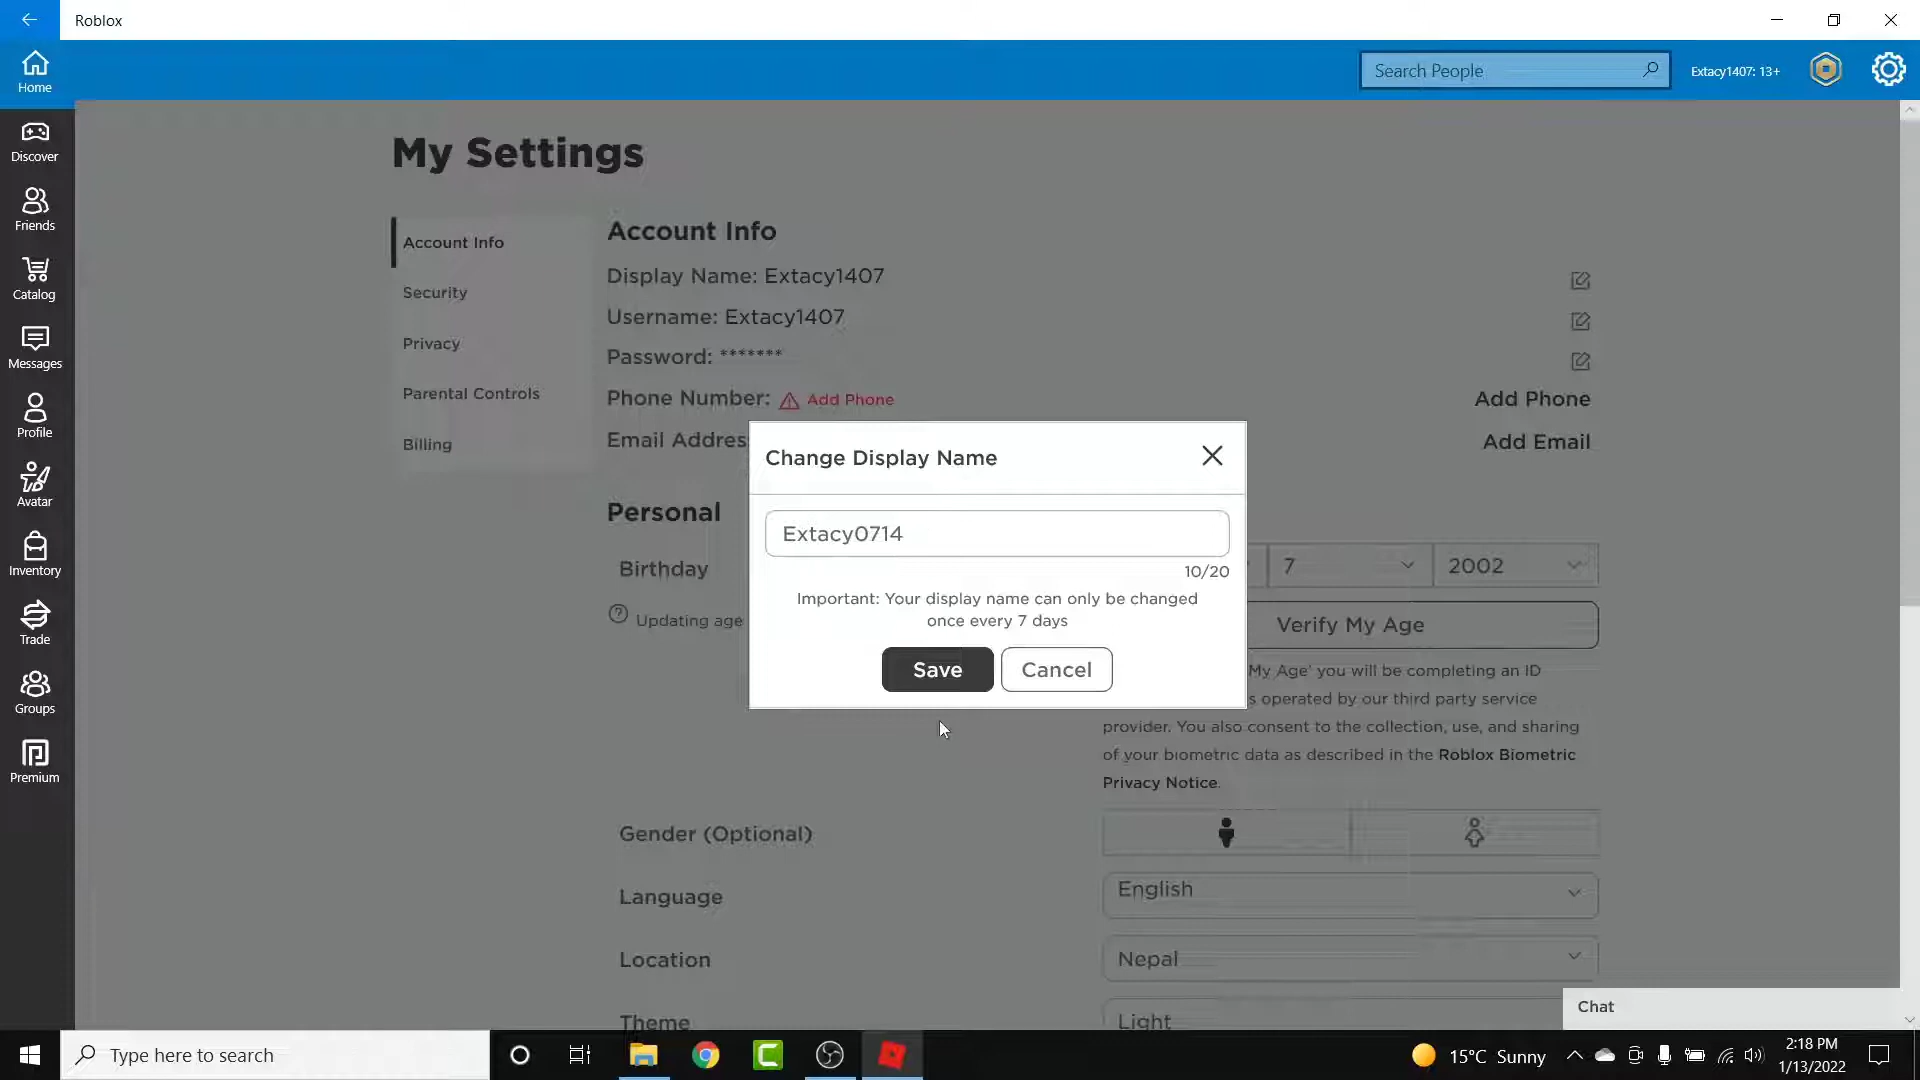 Roblox
Home
Search People
Extacy1407: 13+
Discover
Friends
Catalog
Messages
Profile
Avatar
Inventory
Trade
Groups
Premium
My Settings
Account Info
Security
Privacy
Parental Controls
Billing
Account Info
Display Name: Extacy1407
Username: Extacy1407
Password: *******
Phone Number: Add Phone
Add Phone
Email Addres
Add Email
Personal
Birthday
7
2002
Updating age
Verify My Age
My Age' you will be completing an ID
s operated by our third party service
provider. You also consent to the collection, use, and sharing
of your biometric data as described in the Roblox Biometric
Privacy Notice.
Change Display Name
Extacy0714
10/20
Important: Your display name can only be changed
once every 7 days
Save
Cancel
Gender (Optional)
Language
English
Location
Nepal
Theme
Light
Chat
Type here to search
15°C Sunny
2:18 PM
1/13/2022